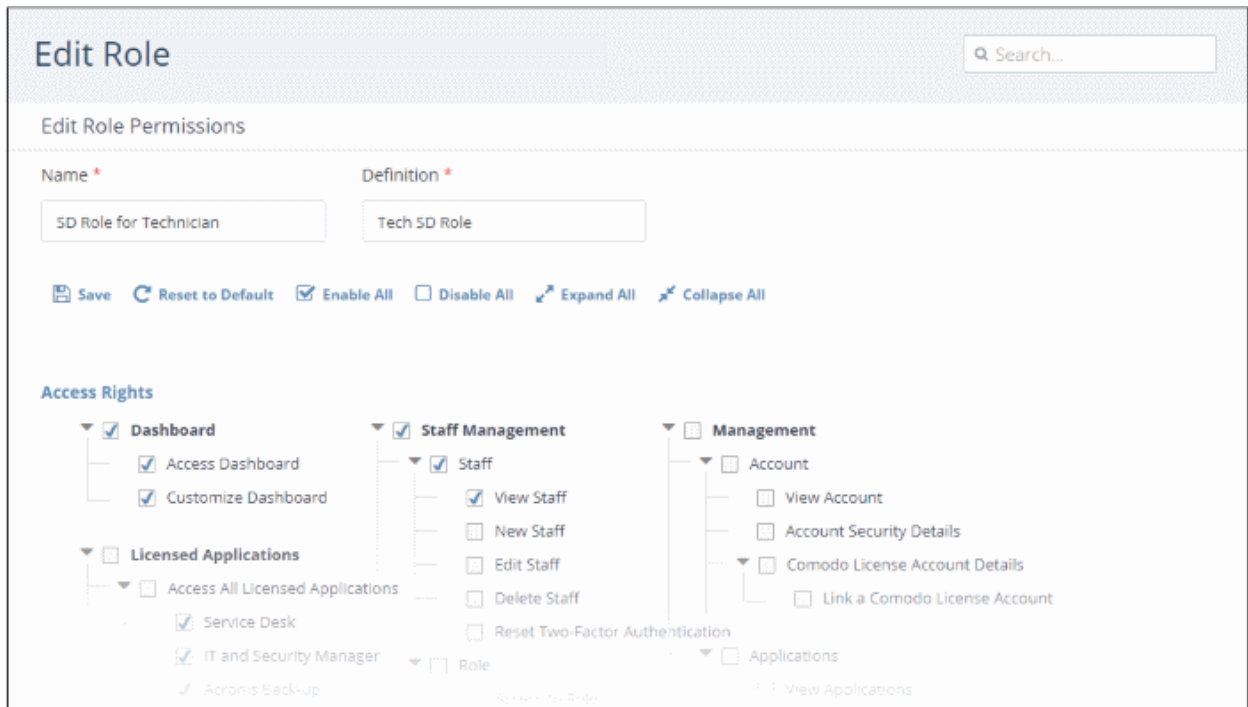 Edit Role
Search...
Edit Role Permissions
Name *
Definition *
SD Role for Technician
Tech SD Role
Save
Reset to Default
Enable All
Disable All
Expand All
Collapse All
Access Rights
Dashboard
Access Dashboard
Customize Dashboard
Licensed Applications
Access All Licensed Applications
Service Desk
IT and Security Manager
Acronis Back-up
Staff Management
Staff
View Staff
New Staff
Edit Staff
Delete Staff
Reset Two-Factor Authentication
Role
Access to Role
Management
Account
View Account
Account Security Details
Comodo License Account Details
Link a Comodo License Account
Applications
View Applications